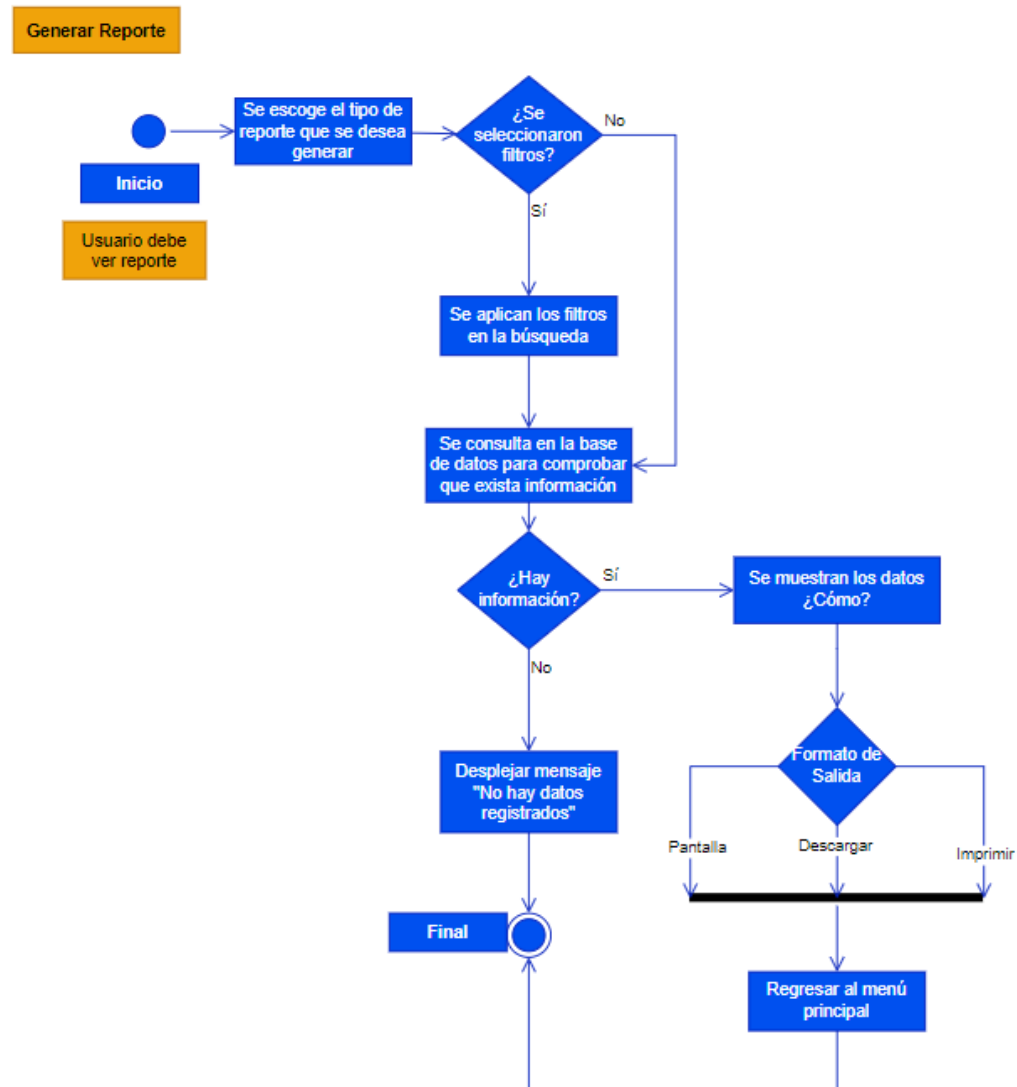 Generar Reporte
Se escoge el tipo de
reporte que se desea
generar
¿Se
seleccionaron
filtros?
No
Inicio
Sí
Usuario debe
ver reporte
Se aplican los filtros
en la búsqueda
Se consulta en la base
de datos para comprobar
que exista información
¿Hay
información?
Sí
Se muestran los datos
¿Cómo?
No
Formato de
Salida
Desplejar mensaje
"No hay datos
registrados"
Pantalla
Descargar
Imprimir
Final
Regresar al menú
principal